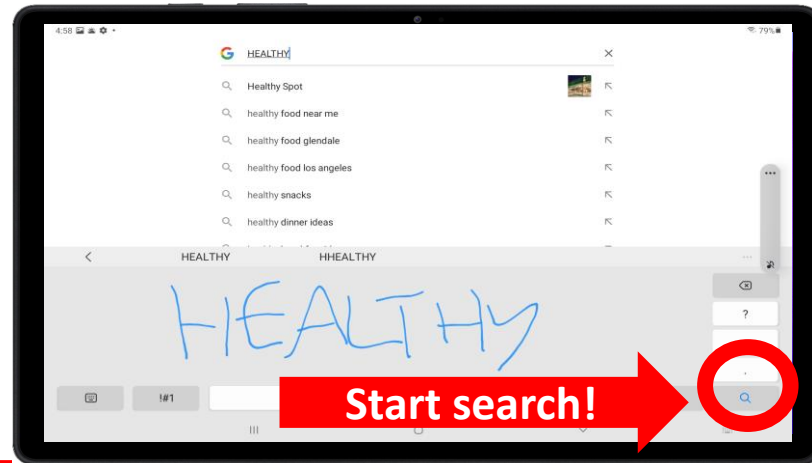 4:58
79%
HEALTHY
Healthy Spot
healthy food near me
healthy food glendale
healthy food los angeles
healthy snacks
healthy dinner ideas
HEALTHY HHEALTHY
HEALTHY
?
.
!#1
Start search!